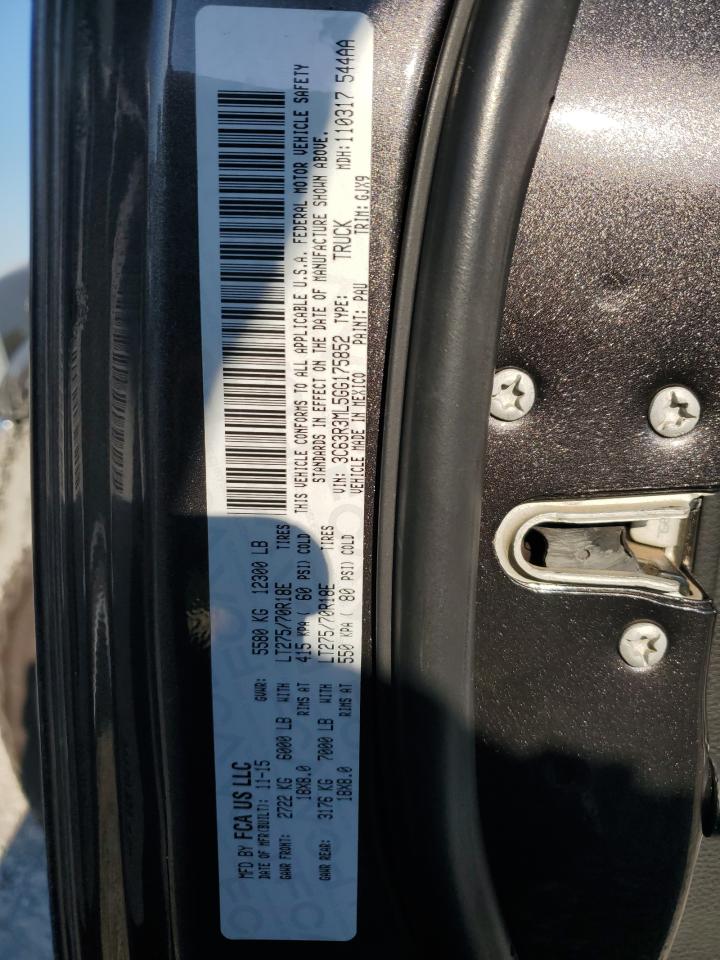 MFD BY FCA US LLC
DATE OF MFR(BUILT): 11-15 GVWR: 5580 KG 12300 LB
GAWR FRONT: 2722 KG 6000 LB WITH LT275/70R18E TIRES
18X8.0 RIMS AT 415 KPA ( 60 PSI) COLD
GAWR REAR: 3176 KG 7000 LB WITH LT275/70R18E TIRES
18X8.0 RIMS AT 550 KPA ( 80 PSI) COLD
THIS VEHICLE CONFORMS TO ALL APPLICABLE U.S.A. FEDERAL MOTOR VEHICLE SAFETY
STANDARDS IN EFFECT ON THE DATE OF MANUFACTURE SHOWN ABOVE.
VIN: 3C63R3ML5GG175852 TYPE: TRUCK MDH:110317 544AA
VEHICLE MADE IN MEXICO PAINT: PAU TRIM: GJX9